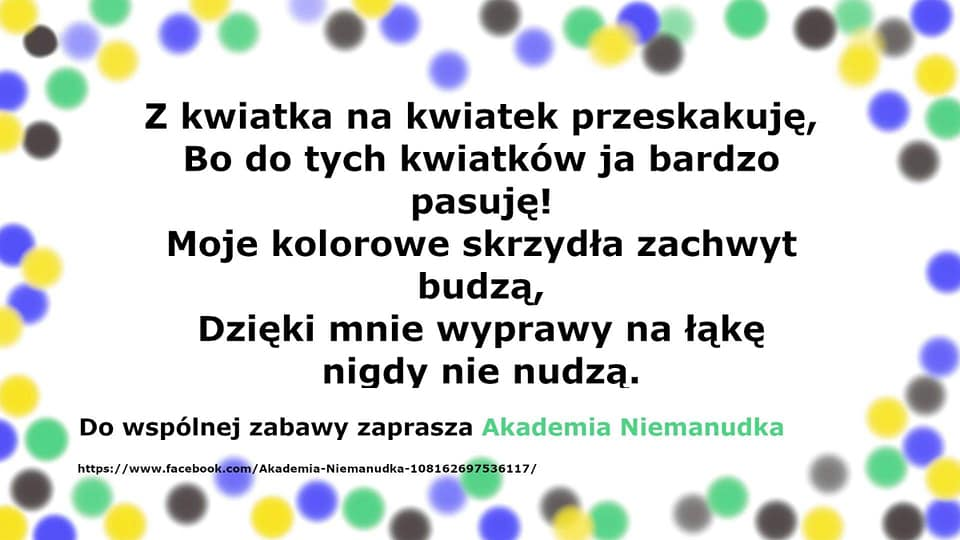 Z kwiatka na kwiatek przeskakuję,
Bo do tych kwiatków ja bardzo
pasuję!
Moje kolorowe skrzydła zachwyt
budzą,
Dzięki mnie wyprawy na łąkę
nigdy nie nudzą.
Do wspólnej zabawy zaprasza Akademia Niemanudka
https://www.facebook.com/Akademia-Niemanudka-108162697536117/